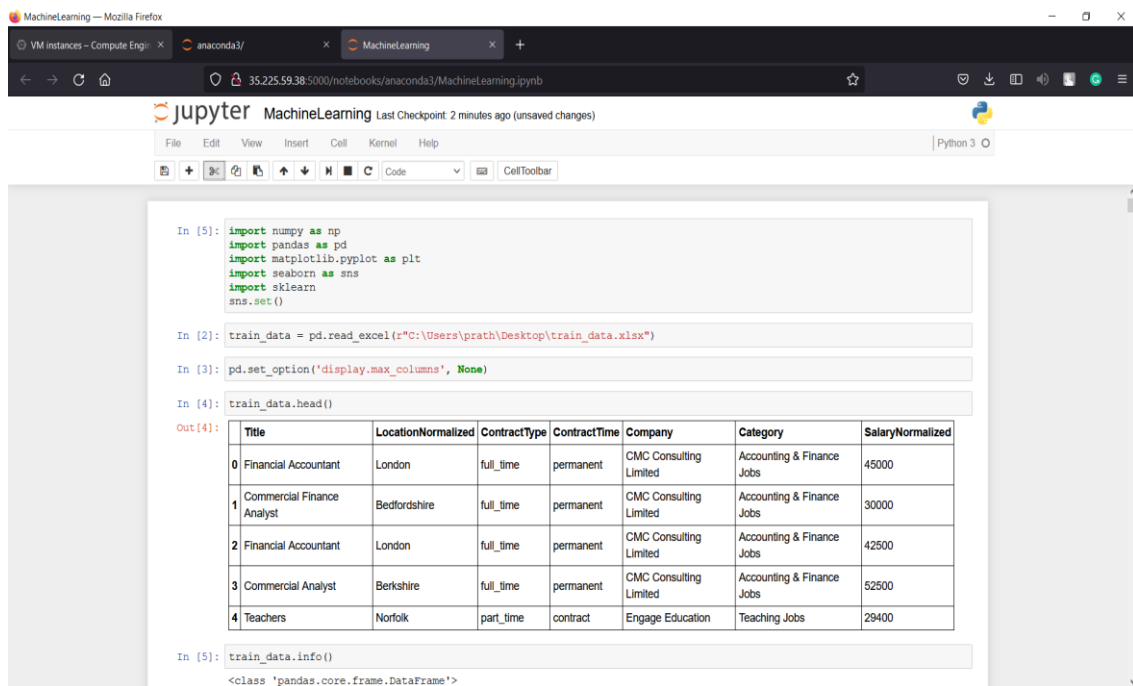 MachineLearning — Mozilla Firefox
VM instances – Compute Engin
anaconda3/
MachineLearning
35.225.59.38:5000/notebooks/anaconda3/MachineLearning.ipynb
jupyter MachineLearning Last Checkpoint: 2 minutes ago (unsaved changes)
File Edit View Insert Cell Kernel Help Python 3
Code CellToolbar
In [5]: import numpy as np
import pandas as pd
import matplotlib.pyplot as plt
import seaborn as sns
import sklearn
sns.set()
In [2]: train_data = pd.read_excel(r"C:\Users\prath\Desktop\train_data.xlsx")
In [3]: pd.set_option('display.max_columns', None)
In [4]: train_data.head()
Out[4]: Title LocationNormalized ContractType ContractTime Company Category SalaryNormalized
0 Financial Accountant London full_time permanent CMC Consulting Limited Accounting & Finance Jobs 45000
1 Commercial Finance Analyst Bedfordshire full_time permanent CMC Consulting Limited Accounting & Finance Jobs 30000
2 Financial Accountant London full_time permanent CMC Consulting Limited Accounting & Finance Jobs 42500
3 Commercial Analyst Berkshire full_time permanent CMC Consulting Limited Accounting & Finance Jobs 52500
4 Teachers Norfolk part_time contract Engage Education Teaching Jobs 29400
In [5]: train_data.info()
<class 'pandas.core.frame.DataFrame'>